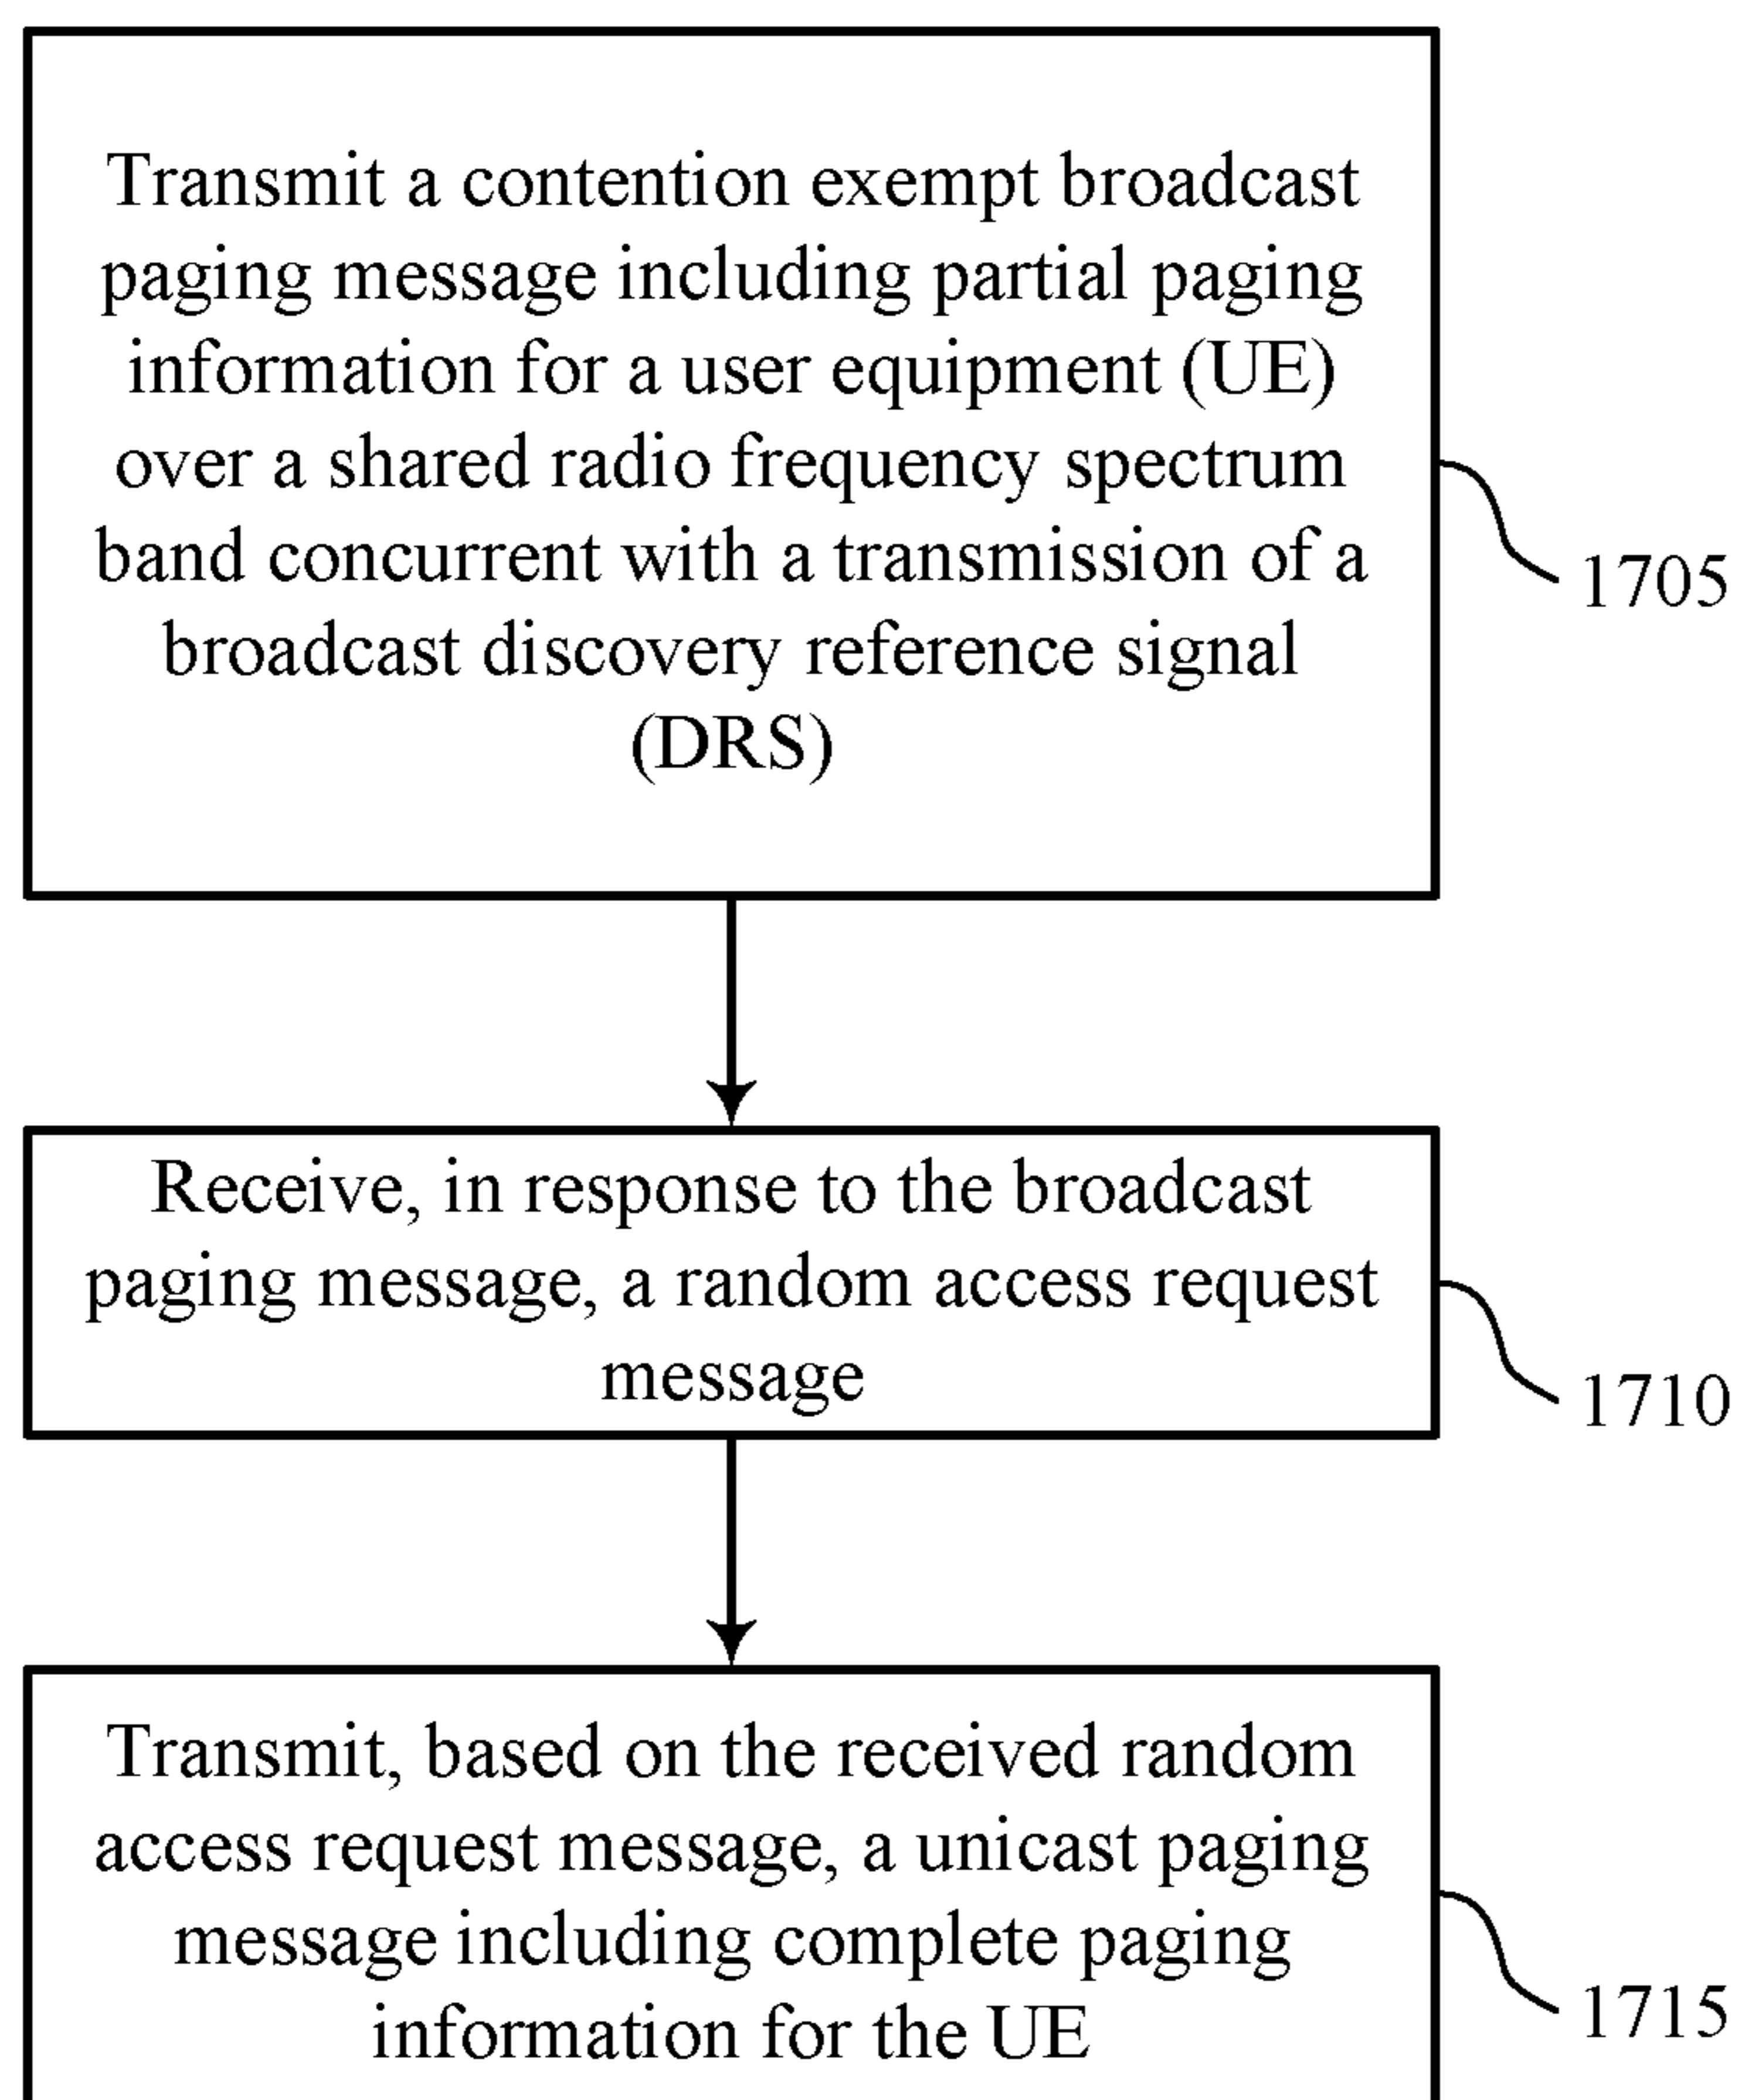 Transmit a contention exempt broadcast
paging message including partial paging
information for a user equipment (UE)
over a shared radio frequency spectrum
band concurrent with a transmission of a
broadcast discovery reference signal
(DRS)
1705
Receive, in response to the broadcast
paging message, a random access request
message
1710
Transmit, based on the received random
access request message, a unicast paging
message including complete paging
information for the UE
1715